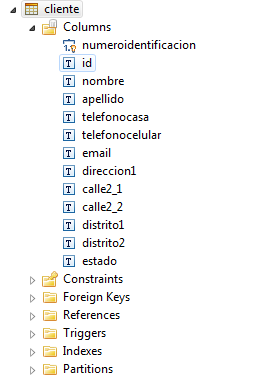 cliente
Columns
numeroidentificacion
id
nombre
apellido
telefonocasa
telefonocelular
email
direccion1
calle2_1
calle2_2
distrito1
distrito2
estado
Constraints
Foreign Keys
References
Triggers
Indexes
Partitions